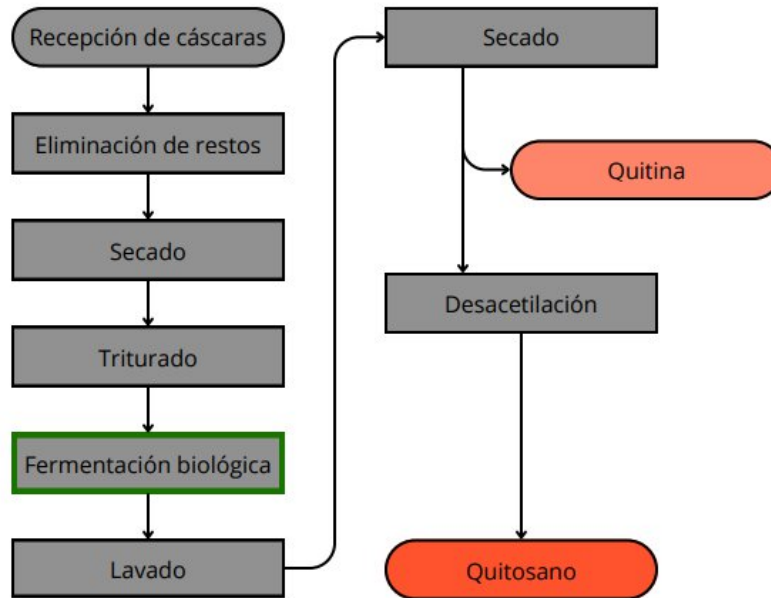 Recepción de cáscaras
Eliminación de restos
Secado
Triturado
Fermentación biológica
Lavado
Secado
Quitina
Desacetilación
Quitosano